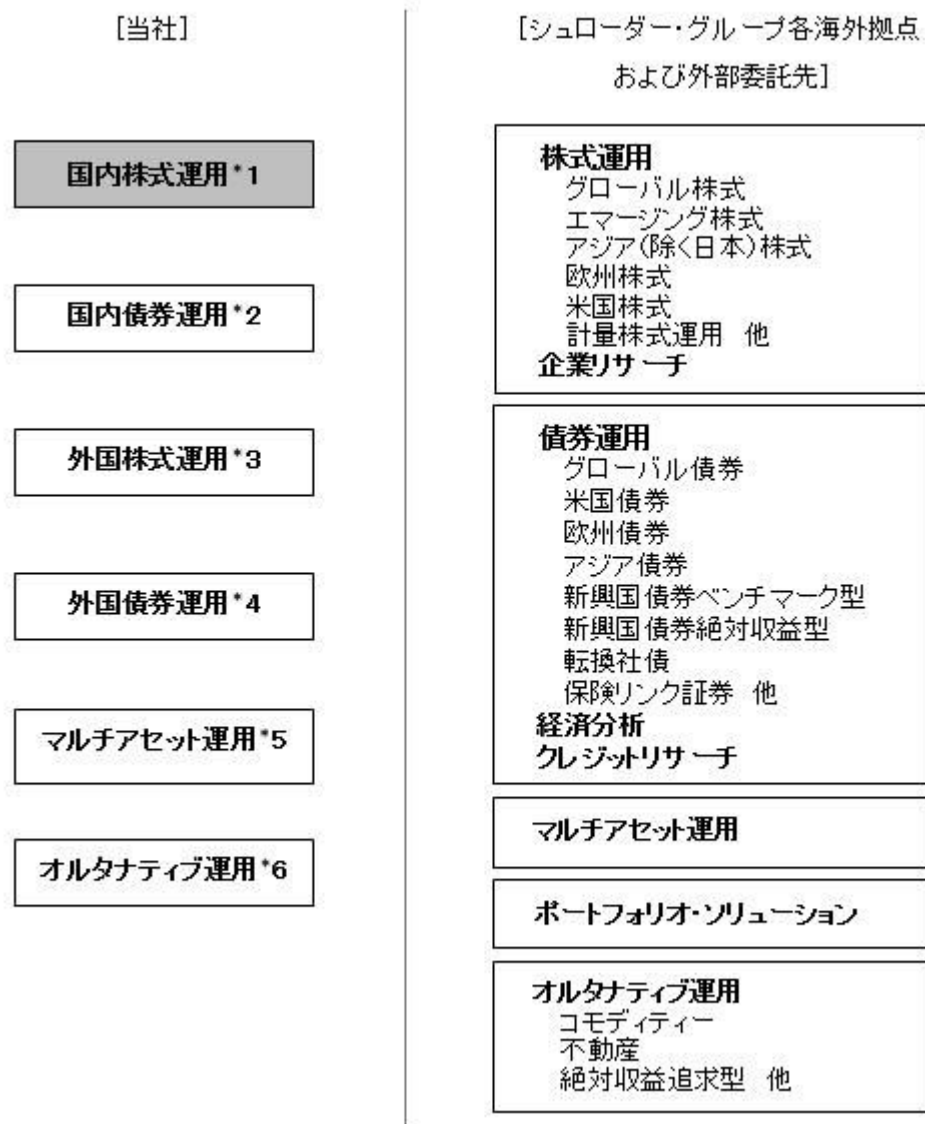 [当社]
国内株式運用*1
国内債券運用*2
外国株式運用*3
外国債券運用*4
マルチアセット運用*5
オルタナティブ運用*6
[シュローダー・グループ各海外拠点
および外部委託先]
株式運用
グローバル株式
エマージング株式
アジア(除く日本)株式
欧州株式
米国株式
計量株式運用 他
企業リサーチ
債券運用
グローバル債券
米国債券
欧州債券
アジア債券
新興国債券ベンチマーク型
新興国債券絶対収益型
転換社債
保険リンク証券 他
経済分析
クレジットリサーチ
マルチアセット運用
ポートフォリオ・ソリューション
オルタナティブ運用
コモディティー
不動産
絶対収益追求型 他